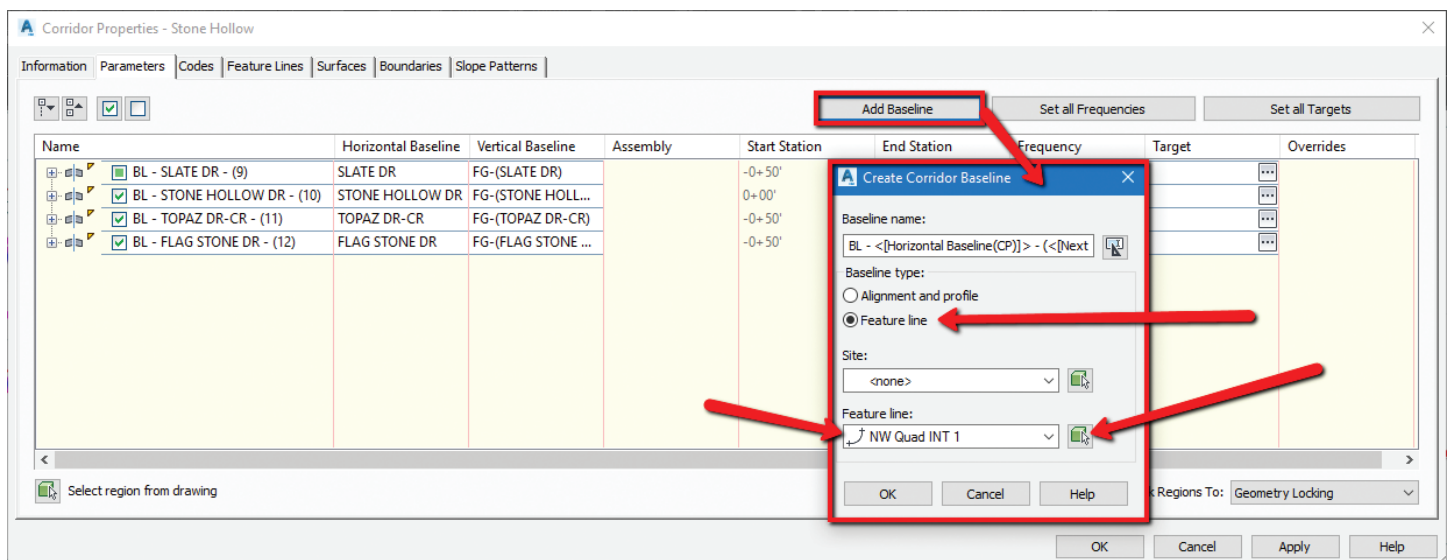 Corridor Properties - Stone Hollow
Information Parameters Codes Feature Lines Surfaces Boundaries Slope Patterns
Add Baseline Set all Frequencies Set all Targets
Name Horizontal Baseline Vertical Baseline Assembly Start Station End Station Frequency Target Overrides
BL - SLATE DR - (9) SLATE DR FG-(SLATE DR) -0+50' ...
BL - STONE HOLLOW DR - (10) STONE HOLLOW DR FG-(STONE HOLL... 0+00' ...
BL - TOPAZ DR-CR - (11) TOPAZ DR-CR FG-(TOPAZ DR-CR) -0+50' ...
BL - FLAG STONE DR - (12) FLAG STONE DR FG-(FLAG STONE ... -0+50' ...
Create Corridor Baseline
Baseline name:
BL - <[Horizontal Baseline(CP)]> - (<[Next
Baseline type:
Alignment and profile
Feature line
Site:
<none>
Feature line:
NW Quad INT 1
OK Cancel Help
Select region from drawing
Regions To: Geometry Locking
OK Cancel Apply Help